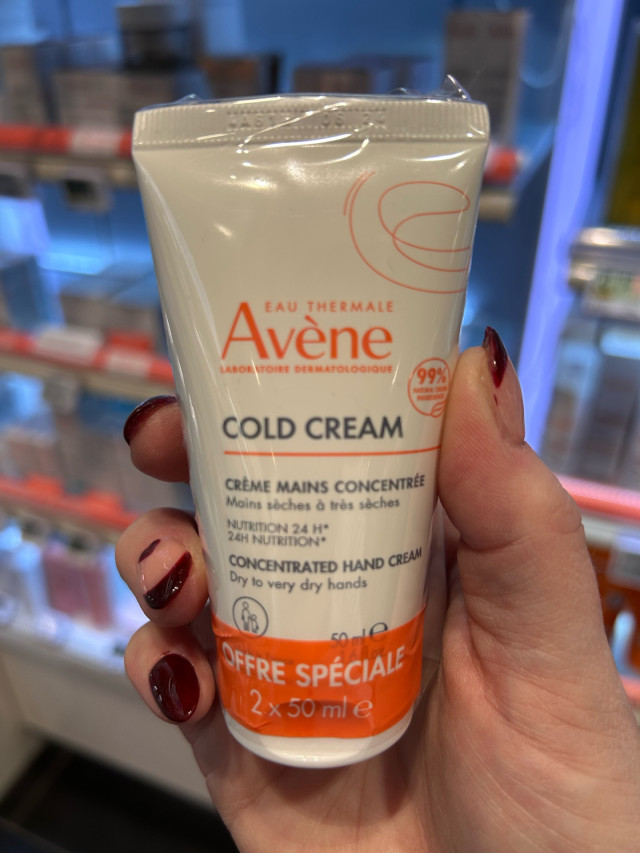 EAU THERMALE
Avène
LABORATOIRE DERMATOLOGIQUE
99%
COLD CREAM
CRÈME MAINS CONCENTRÉE
Mains sèches à très sèches
NUTRITION 24 H*
24H NUTRITION*
CONCENTRATED HAND CREAM
Dry to very dry hands
50 ml e
OFFRE SPÉCIALE
2 x 50 ml e